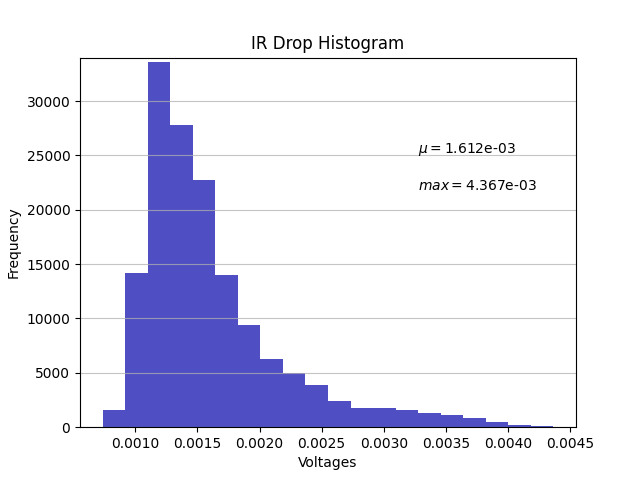 IR Drop Histogram
30000
25000
20000
15000
10000
5000
0
Frequency
μ = 1.612e-03
max = 4.367e-03
0.0010 0.0015 0.0020 0.0025 0.0030 0.0035 0.0040 0.0045
Voltages